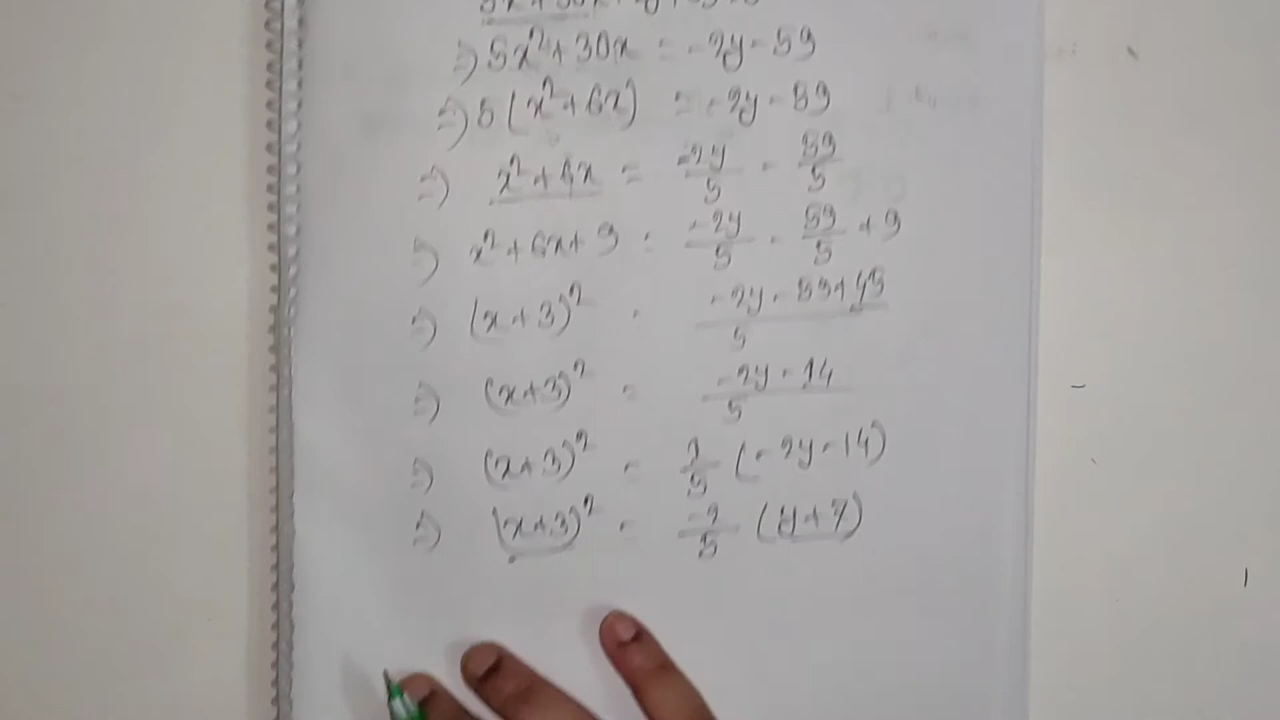 ⇒ 5x² + 30x = -2y - 59
⇒ 5(x² + 6x) = -2y - 59
⇒ x² + 6x = -2y/5 - 59/5
⇒ x² + 6x + 9 = -2y/5 - 59/5 + 9
⇒ (x+3)² = (-2y - 59 + 45)/5
⇒ (x+3)² = (-2y - 14)/5
⇒ (x+3)² = 1/5 (-2y - 14)
⇒ (x+3)² = -2/5 (y + 7)